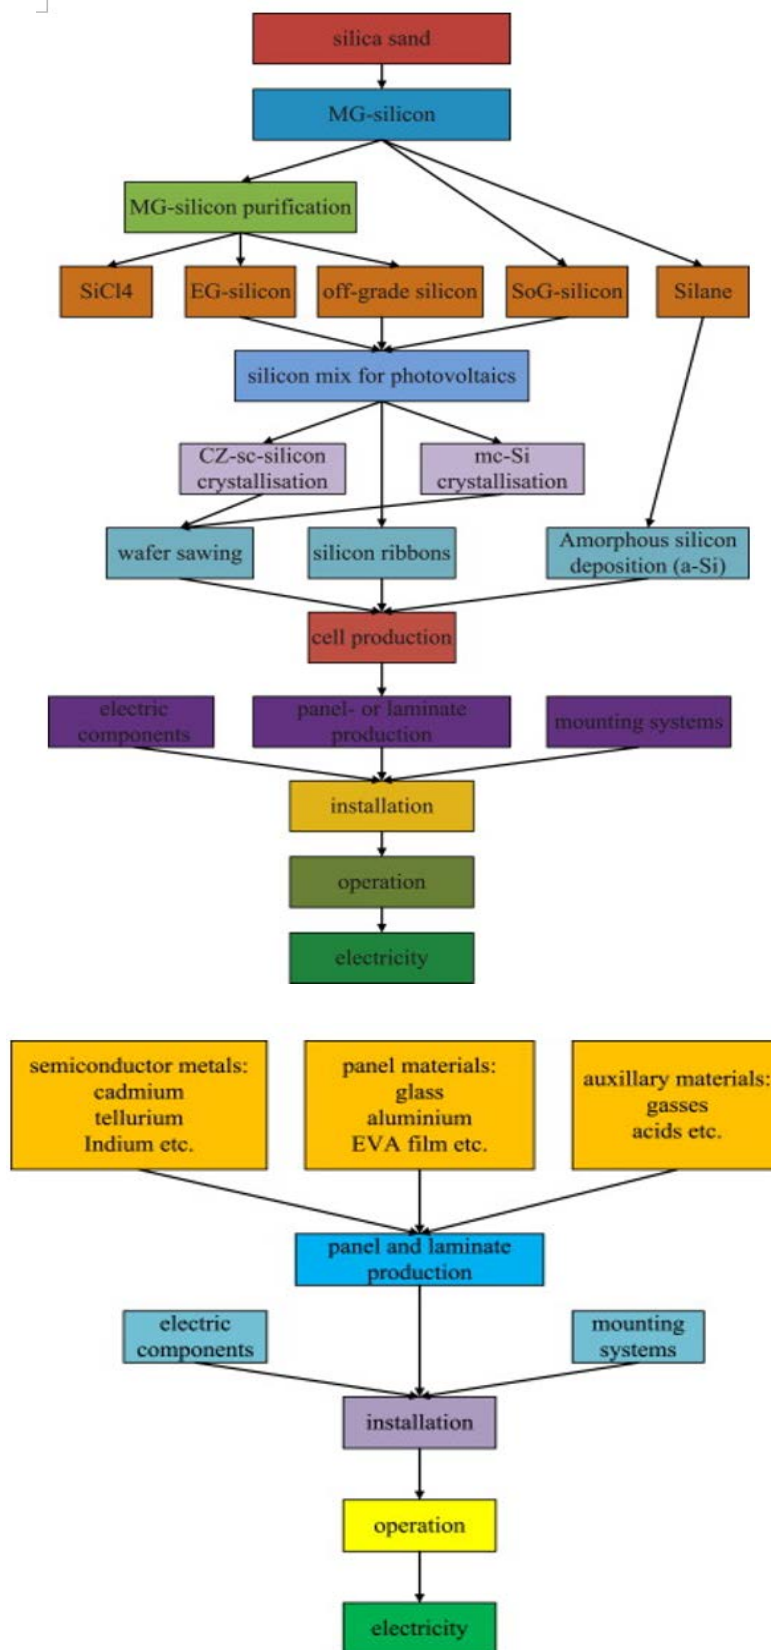 silica sand
MG-silicon
MG-silicon purification
SiCl4
EG-silicon
off-grade silicon
SoG-silicon
Silane
silicon mix for photovoltaics
CZ-sc-silicon
crystallisation
mc-Si
crystallisation
wafer sawing
silicon ribbons
Amorphous silicon
deposition (a-Si)
cell production
electric
components
panel- or laminate
production
mounting systems
installation
operation
electricity
semiconductor metals:
cadmium
tellurium
Indium etc.
panel materials:
glass
aluminium
EVA film etc.
auxillary materials:
gasses
acids etc.
panel and laminate
production
electric
components
mounting
systems
installation
operation
electricity